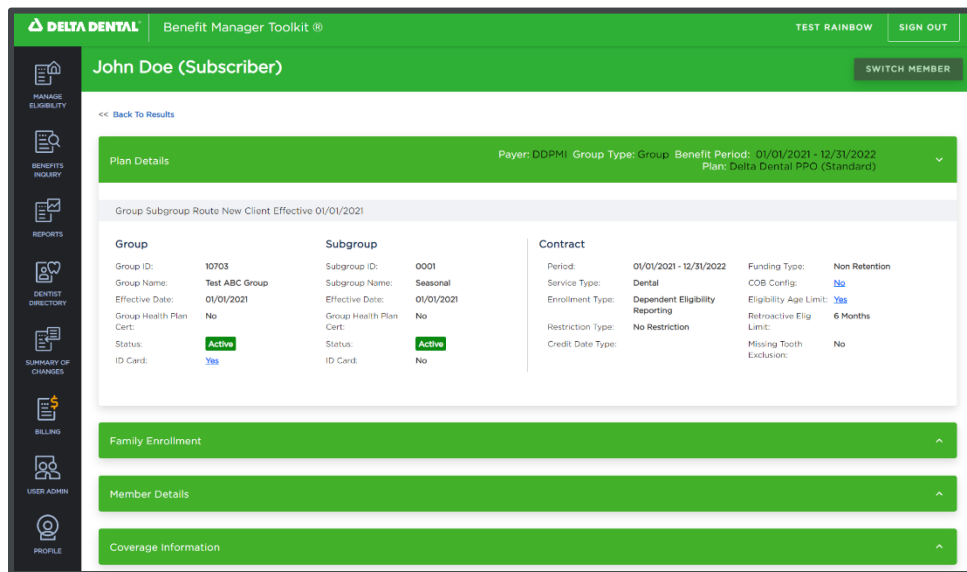 DELTA DENTAL® Benefit Manager Toolkit ® TEST RAINBOW SIGN OUT
John Doe (Subscriber) SWITCH MEMBER
MANAGE
ELIGIBILITY
BENEFITS
INQUIRY
REPORTS
DENTIST
DIRECTORY
SUMMARY OF
CHANGES
BILLING
USER ADMIN
PROFILE
<< Back To Results
Plan Details
Payer: DDPMI Group Type: Group Benefit Period: 01/01/2021 - 12/31/2022
Plan: Delta Dental PPO (Standard)
Group Subgroup Route New Client Effective 01/01/2021
Group
Group ID: 10703
Group Name: Test ABC Group
Effective Date: 01/01/2021
Group Health Plan No
Cert:
Status: Active
ID Card: Yes
Subgroup
Subgroup ID: 0001
Subgroup Name: Seasonal
Effective Date: 01/01/2021
Group Health Plan No
Cert:
Status: Active
ID Card: No
Contract
Period: 01/01/2021 - 12/31/2022
Service Type: Dental
Enrollment Type: Dependent Eligibility
Reporting
Restriction Type: No Restriction
Credit Date Type:
Funding Type: Non Retention
COB Config: No
Eligibility Age Limit: Yes
Retroactive Elig 6 Months
Limit:
Missing Tooth No
Exclusion:
Family Enrollment
Member Details
Coverage Information